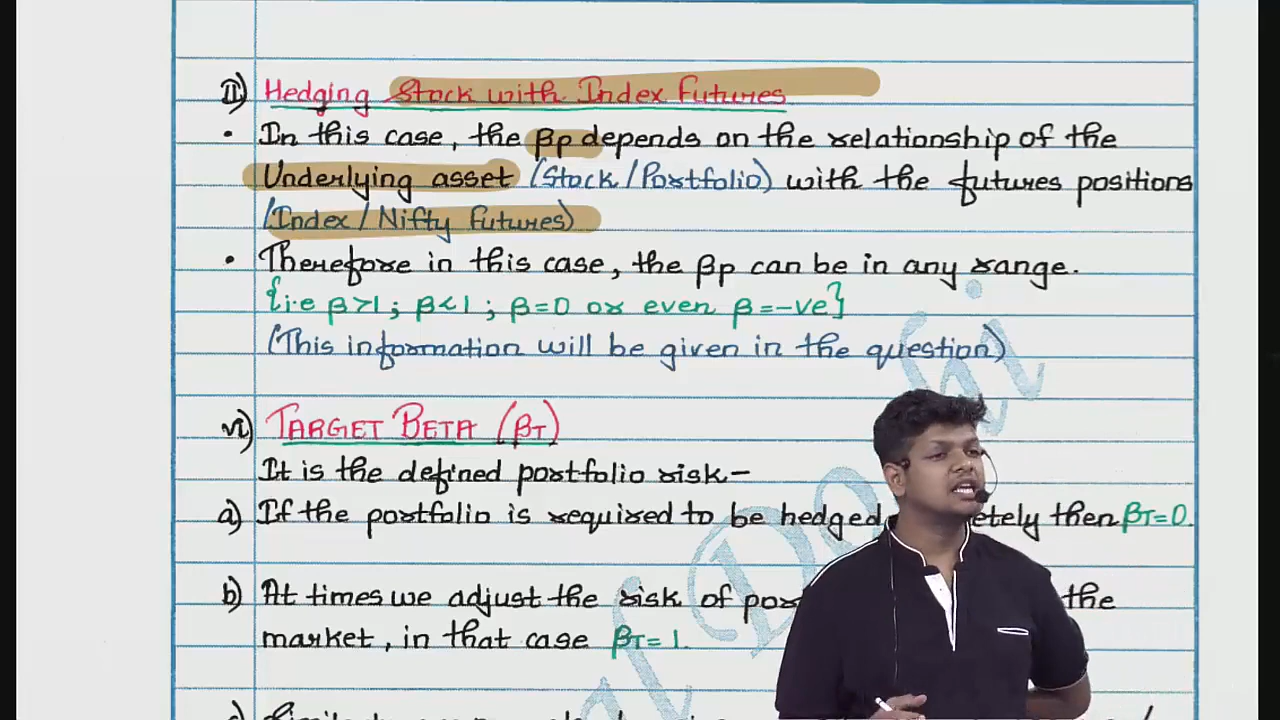 II) Hedging Stock with Index Futures
• In this case, the βp depends on the relationship of the
Underlying asset (Stock/Portfolio) with the futures positions
(Index/Nifty futures)
• Therefore in this case, the βp can be in any range.
{i.e β>1; β<1; β=0 or even β=-ve}
(This information will be given in the question)
vi) TARGET BETA (βT)
It is the defined portfolio risk-
a) If the portfolio is required to be hedged etely then βT=0.
b) At times we adjust the risk of por the
market, in that case βT=1.